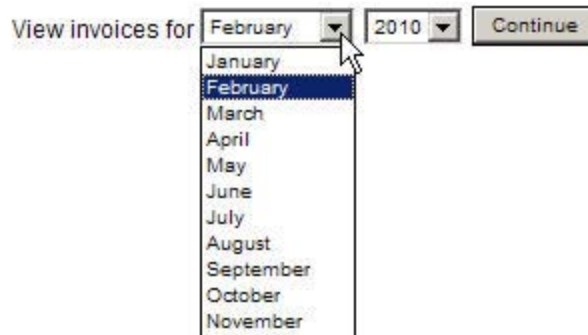 View invoices for February 2010 Continue
January
February
March
April
May
June
July
August
September
October
November